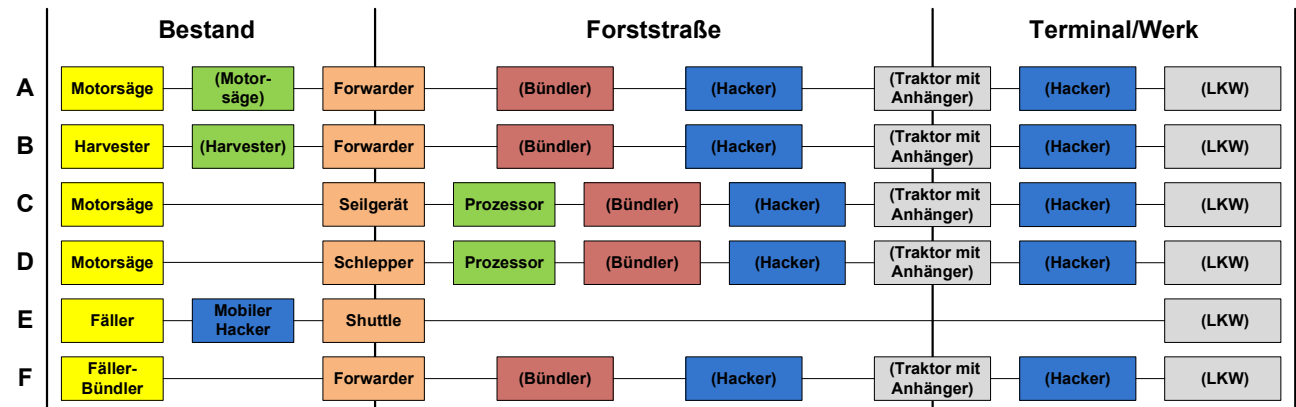 Bestand Forststraße Terminal/Werk
A Motorsäge (Motor-
säge) Forwarder (Bündler) (Hacker) (Traktor mit
Anhänger) (Hacker) (LKW)
B Harvester (Harvester) Forwarder (Bündler) (Hacker) (Traktor mit
Anhänger) (Hacker) (LKW)
C Motorsäge Seilgerät Prozessor (Bündler) (Hacker) (Traktor mit
Anhänger) (Hacker) (LKW)
D Motorsäge Schlepper Prozessor (Bündler) (Hacker) (Traktor mit
Anhänger) (Hacker) (LKW)
E Fäller Mobiler
Hacker Shuttle (LKW)
F Fäller-
Bündler Forwarder (Bündler) (Hacker) (Traktor mit
Anhänger) (Hacker) (LKW)